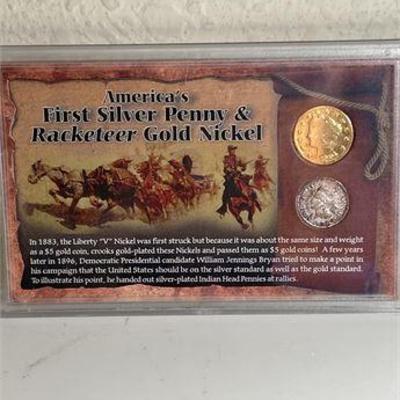 America's
First Silver Penny &
Racketeer Gold Nickel
In 1883, the Liberty "V" Nickel was first struck but because it was about the same size and weight
as a $5 gold coin, crooks gold-plated these Nickels and passed them as $5 gold coins! A few years
later in 1896, Democratic Presidential candidate William Jennings Bryan tried to make a point in
his campaign that the United States should be on the silver standard as well as the gold standard.
To illustrate his point, he handed out silver-plated Indian Head Pennies at rallies.